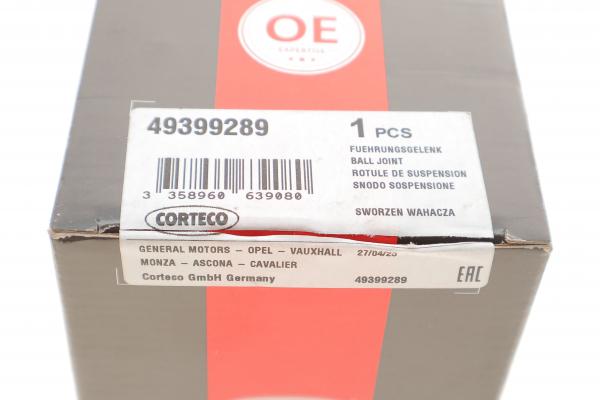 OE
EXPERTISE
49399289
1 PCS
FUEHRUNGSGELENK
BALL JOINT
ROTULE DE SUSPENSION
SNODO SOSPENSIONE
3 358960 639080
CORTECO
SWORZEN WAHACZA
GENERAL MOTORS - OPEL - VAUXHALL 27/04/25
MONZA - ASCONA - CAVALIER
Corteco GmbH Germany 49399289
EAC